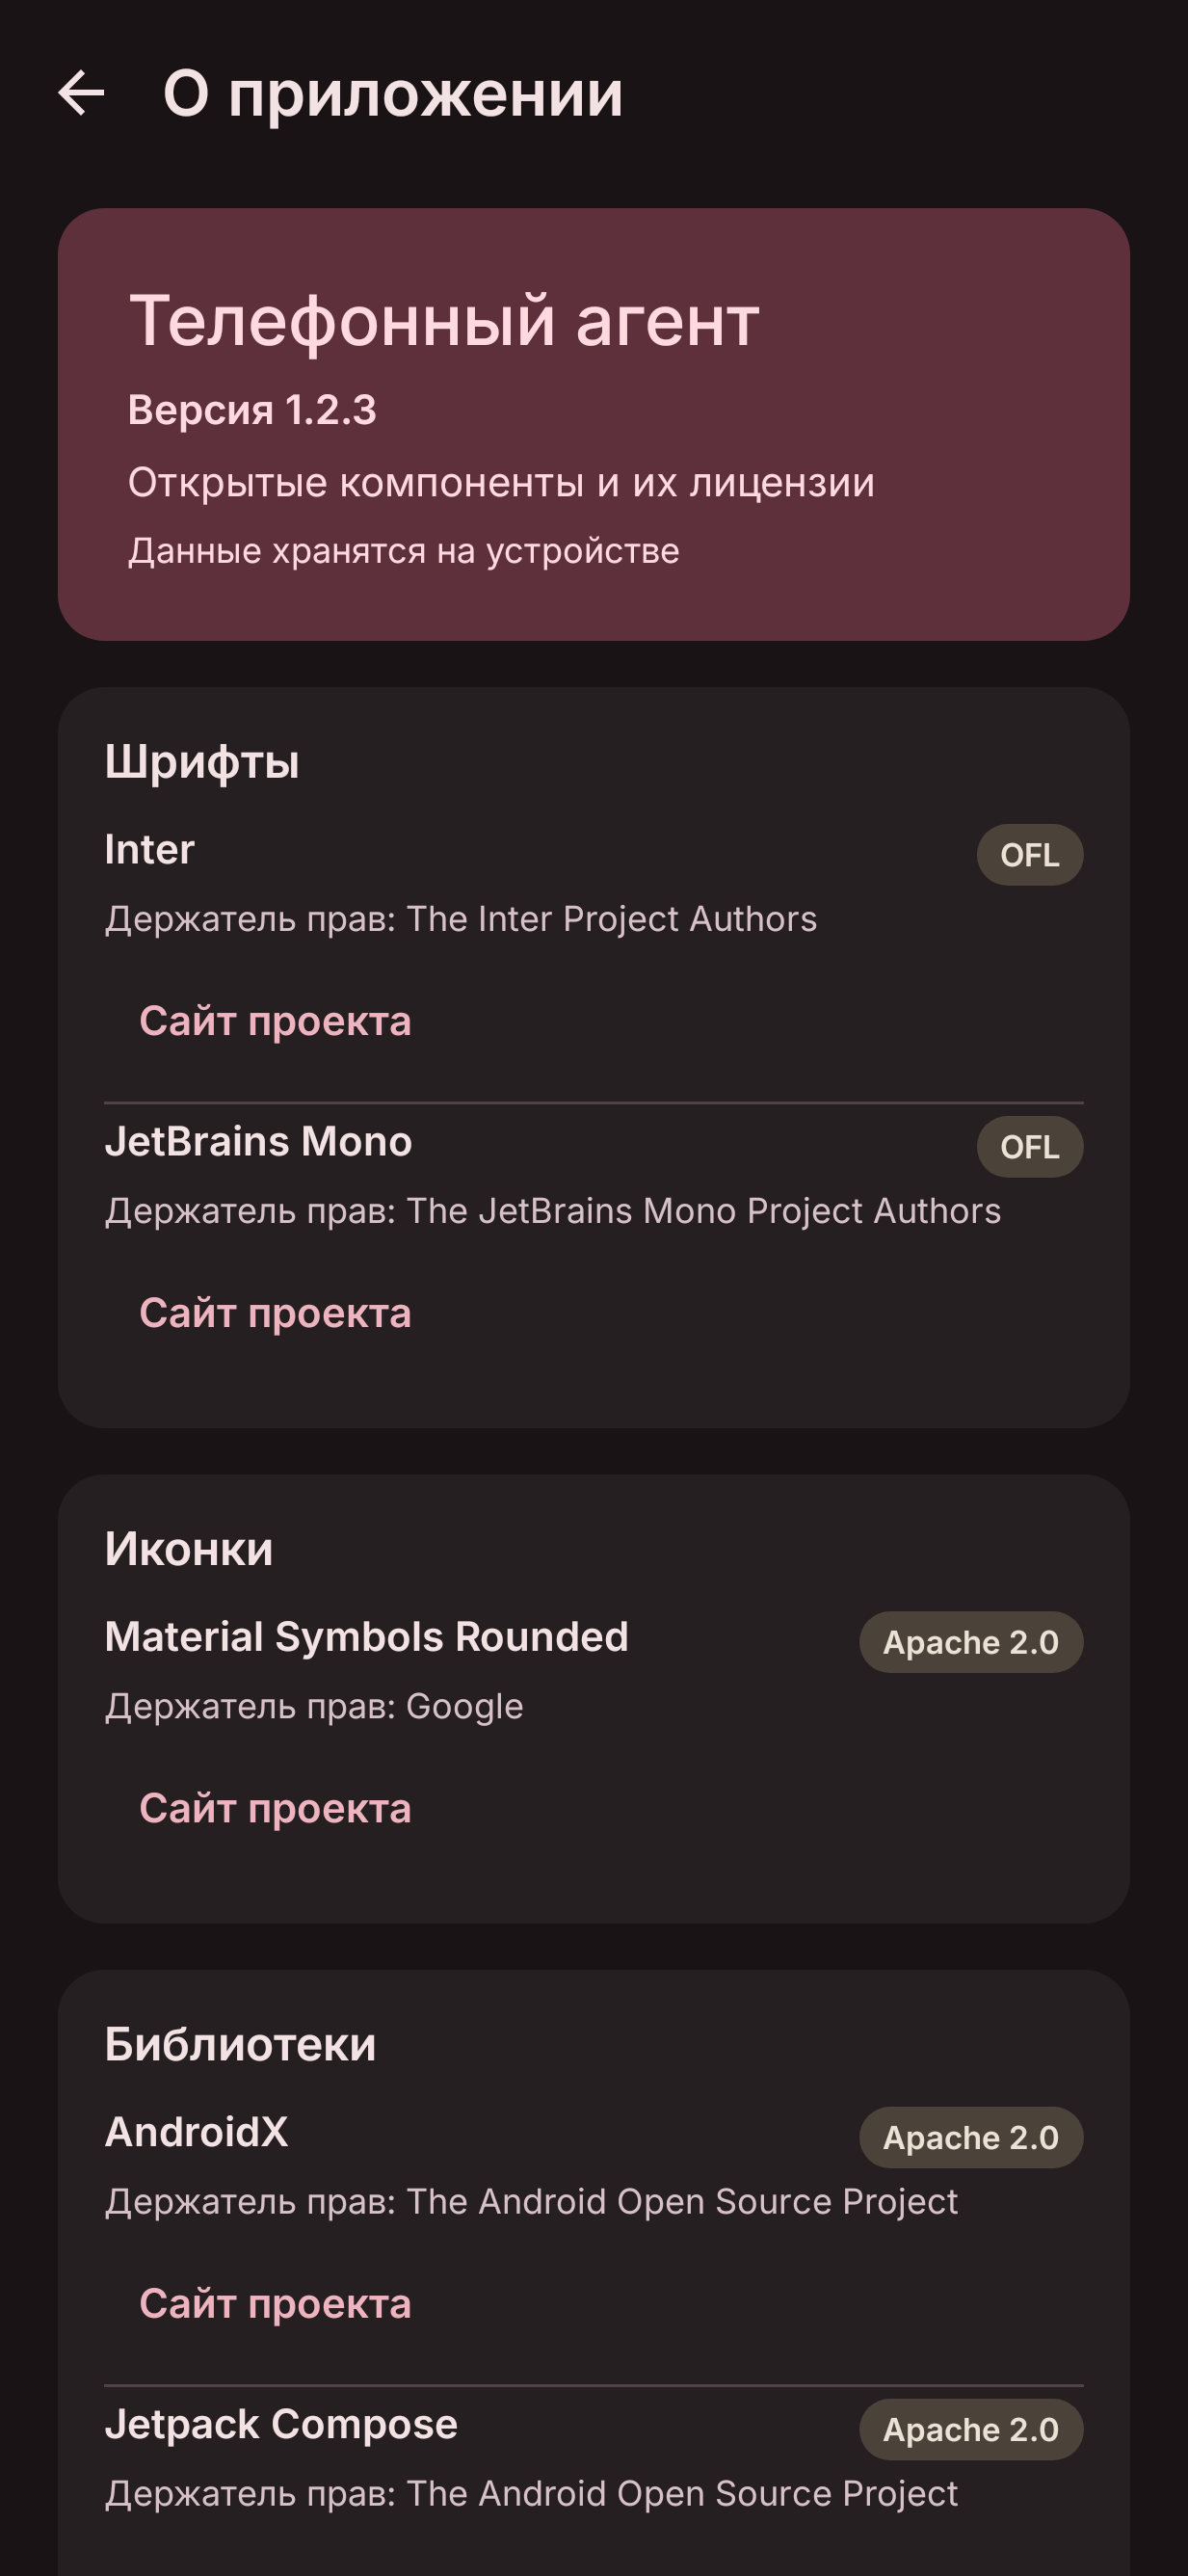 О приложении
Телефонный агент
Версия 1.2.3
Открытые компоненты и их лицензии
Данные хранятся на устройстве
Шрифты
Inter
OFL
Держатель прав: The Inter Project Authors
Сайт проекта
JetBrains Mono
OFL
Держатель прав: The JetBrains Mono Project Authors
Сайт проекта
Иконки
Material Symbols Rounded
Apache 2.0
Держатель прав: Google
Сайт проекта
Библиотеки
AndroidX
Apache 2.0
Держатель прав: The Android Open Source Project
Сайт проекта
Jetpack Compose
Apache 2.0
Держатель прав: The Android Open Source Project